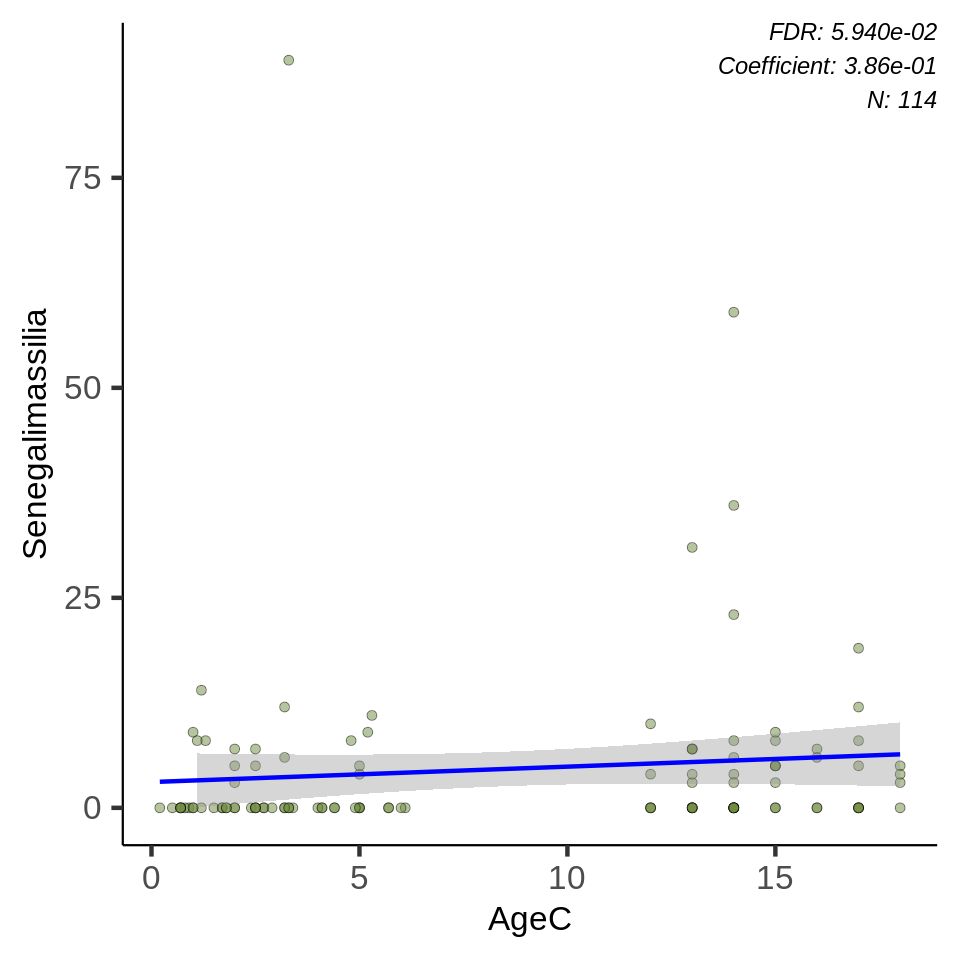 FDR: 5.940e-02
Coefficient: 3.86e-01
N: 114
75
50
25
0
Senegalimassilia
0 5 10 15
AgeC